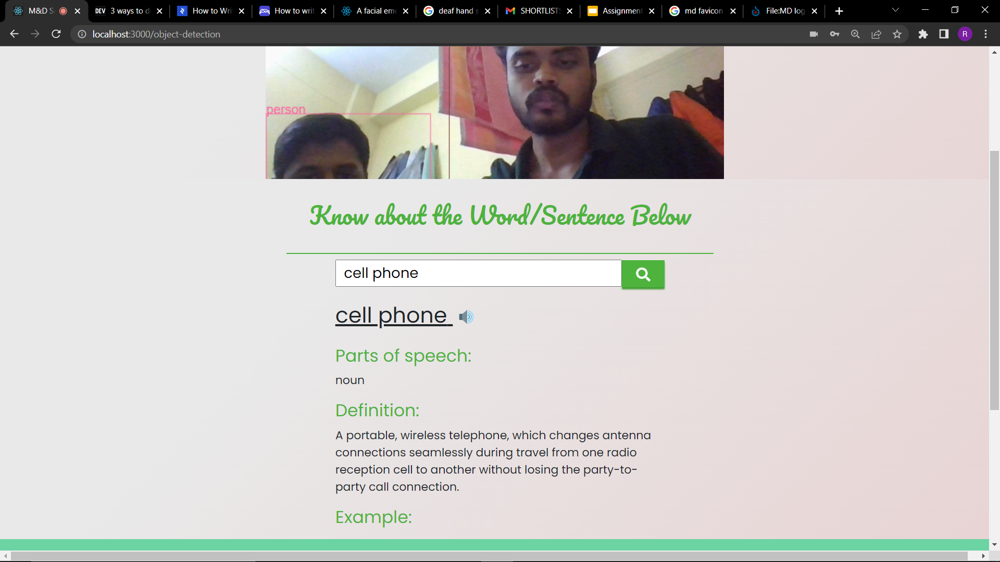 M&D S
DEV 3 ways to di
How to Wri
How to writ
A facial emo
deaf hand s
SHORTLISTS
Assignment
md favicon
File:MD log
localhost:3000/object-detection
R
person
Know about the Word/Sentence Below
cell phone
cell phone
Parts of speech:
noun
Definition:
A portable, wireless telephone, which changes antenna
connections seamlessly during travel from one radio
reception cell to another without losing the party-to-
party call connection.
Example: